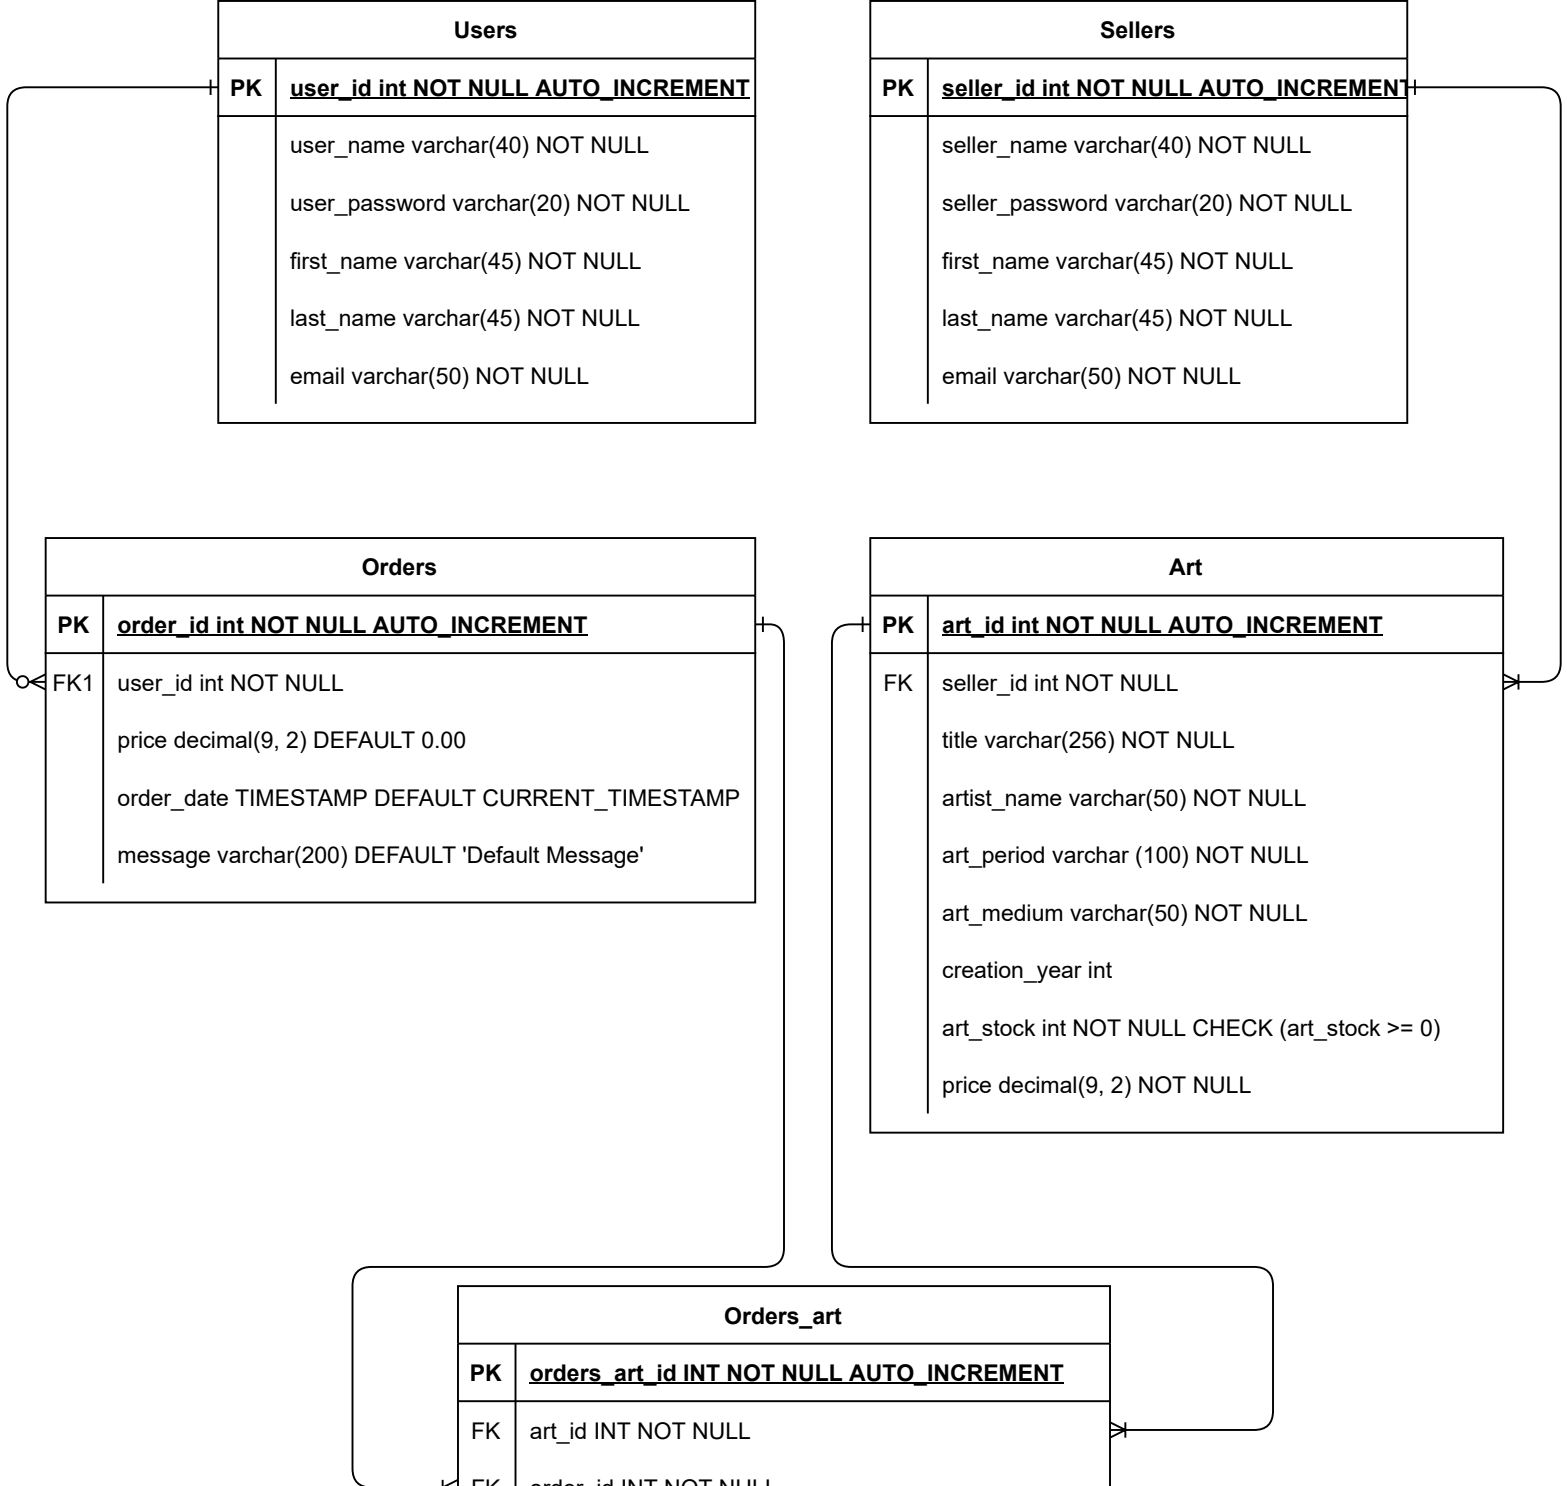 Users
PK user_id int NOT NULL AUTO_INCREMENT
user_name varchar(40) NOT NULL
user_password varchar(20) NOT NULL
first_name varchar(45) NOT NULL
last_name varchar(45) NOT NULL
email varchar(50) NOT NULL
Sellers
PK seller_id int NOT NULL AUTO_INCREMENT
seller_name varchar(40) NOT NULL
seller_password varchar(20) NOT NULL
first_name varchar(45) NOT NULL
last_name varchar(45) NOT NULL
email varchar(50) NOT NULL
Orders
PK order_id int NOT NULL AUTO_INCREMENT
FK1 user_id int NOT NULL
price decimal(9, 2) DEFAULT 0.00
order_date TIMESTAMP DEFAULT CURRENT_TIMESTAMP
message varchar(200) DEFAULT 'Default Message'
Art
PK art_id int NOT NULL AUTO_INCREMENT
FK seller_id int NOT NULL
title varchar(256) NOT NULL
artist_name varchar(50) NOT NULL
art_period varchar (100) NOT NULL
art_medium varchar(50) NOT NULL
creation_year int
art_stock int NOT NULL CHECK (art_stock >= 0)
price decimal(9, 2) NOT NULL
Orders_art
PK orders_art_id INT NOT NULL AUTO_INCREMENT
FK art_id INT NOT NULL
FK order_id INT NOT NULL